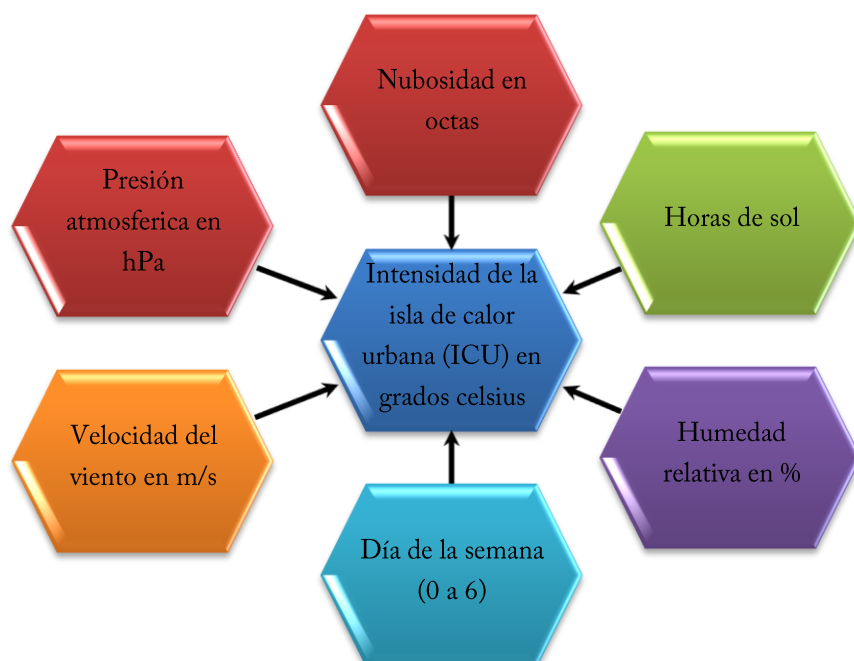 Nubosidad en
octas
Presión
atmosferica en
hPa
Horas de sol
Intensidad de la
isla de calor
urbana (ICU) en
grados celsius
Velocidad del
viento en m/s
Humedad
relativa en %
Día de la semana
(0 a 6)